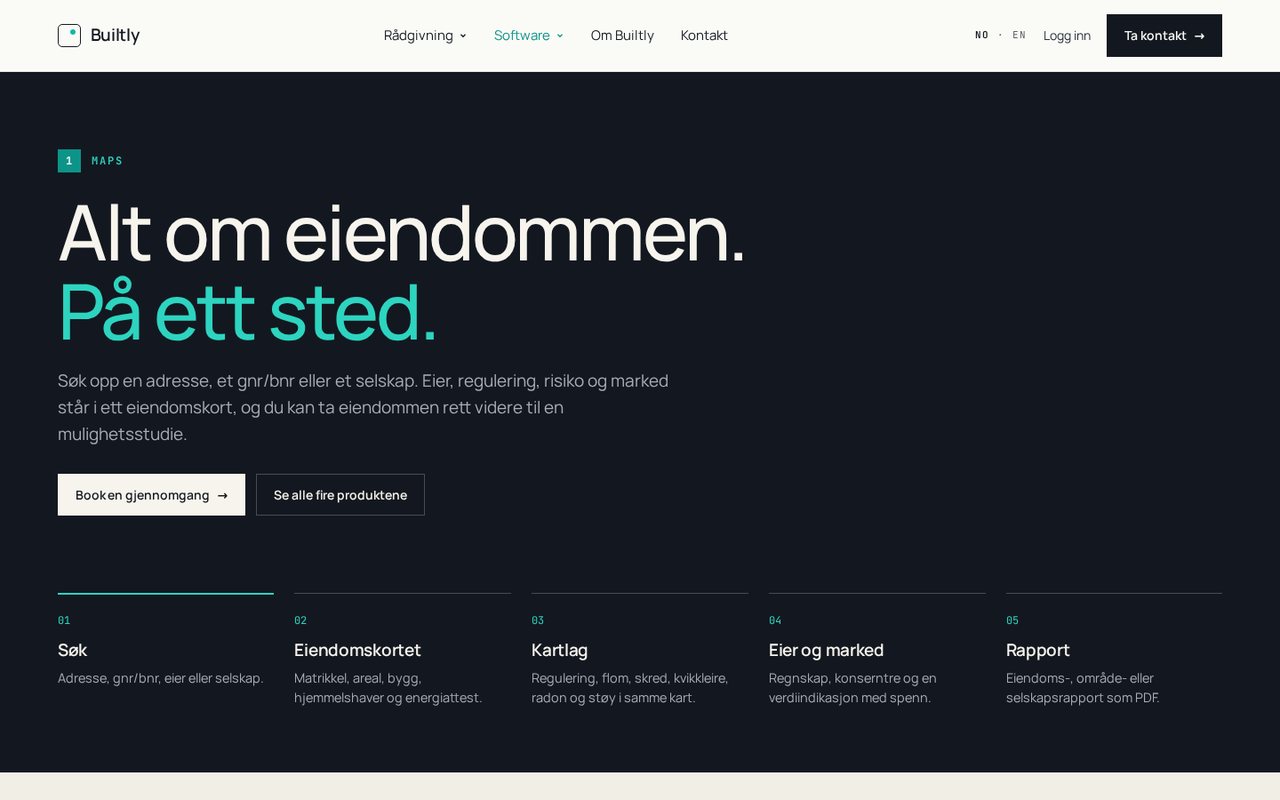 Builtly
Rådgivning
Software
Om Builtly
Kontakt
NO · EN
Logg inn
Ta kontakt →
1 MAPS
Alt om eiendommen.
På ett sted.
Søk opp en adresse, et gnr/bnr eller et selskap. Eier, regulering, risiko og marked
står i ett eiendomskort, og du kan ta eiendommen rett videre til en
mulighetsstudie.
Book en gjennomgang →
Se alle fire produktene
01
Søk
Adresse, gnr/bnr, eier eller selskap.
02
Eiendomskortet
Matrikkel, areal, bygg,
hjemmelshaver og energiattest.
03
Kartlag
Regulering, flom, skred, kvikkleire,
radon og støy i samme kart.
04
Eier og marked
Regnskap, konserntre og en
verdiindikasjon med spenn.
05
Rapport
Eiendoms-, område- eller
selskapsrapport som PDF.